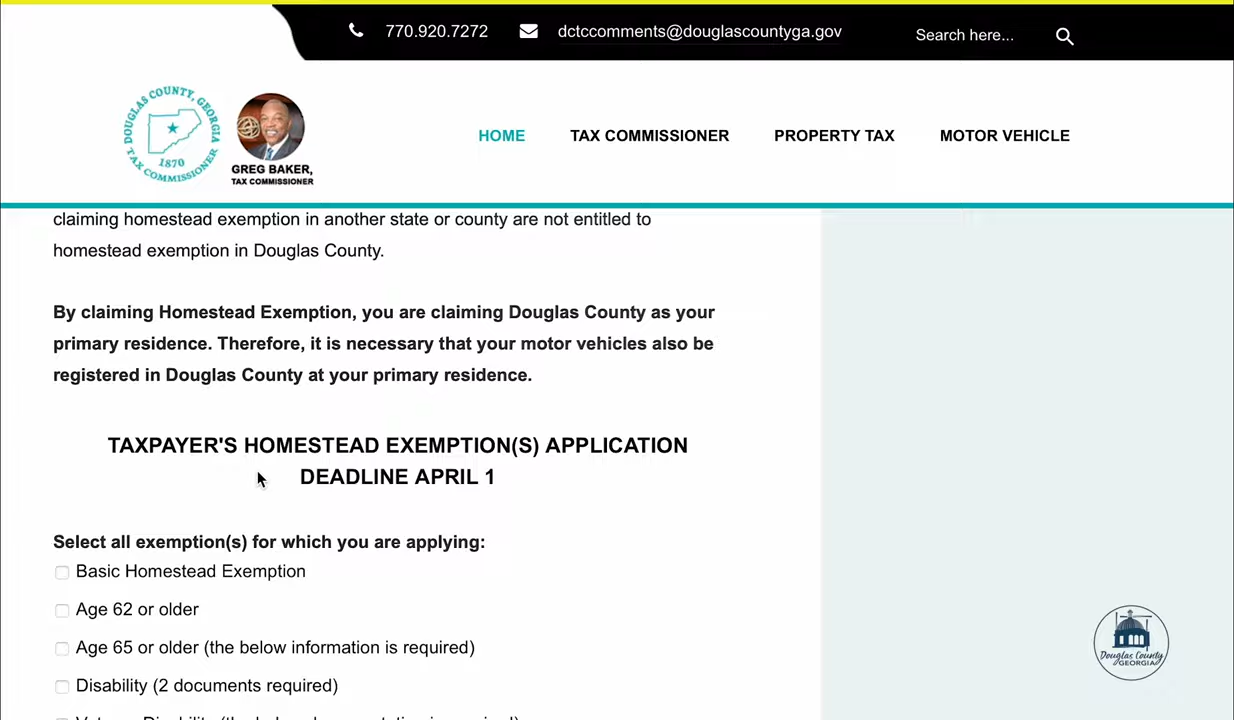 770.920.7272
dctccomments@douglascountyga.gov
Search here...
DOUGLAS COUNTY, GEORGIA
1870
TAX COMMISSIONER
GREG BAKER,
TAX COMMISSIONER
HOME
TAX COMMISSIONER
PROPERTY TAX
MOTOR VEHICLE
claiming homestead exemption in another state or county are not entitled to
homestead exemption in Douglas County.
By claiming Homestead Exemption, you are claiming Douglas County as your
primary residence. Therefore, it is necessary that your motor vehicles also be
registered in Douglas County at your primary residence.
TAXPAYER'S HOMESTEAD EXEMPTION(S) APPLICATION
DEADLINE APRIL 1
Select all exemption(s) for which you are applying:
Basic Homestead Exemption
Age 62 or older
Age 65 or older (the below information is required)
Disability (2 documents required)
Douglas County
GEORGIA